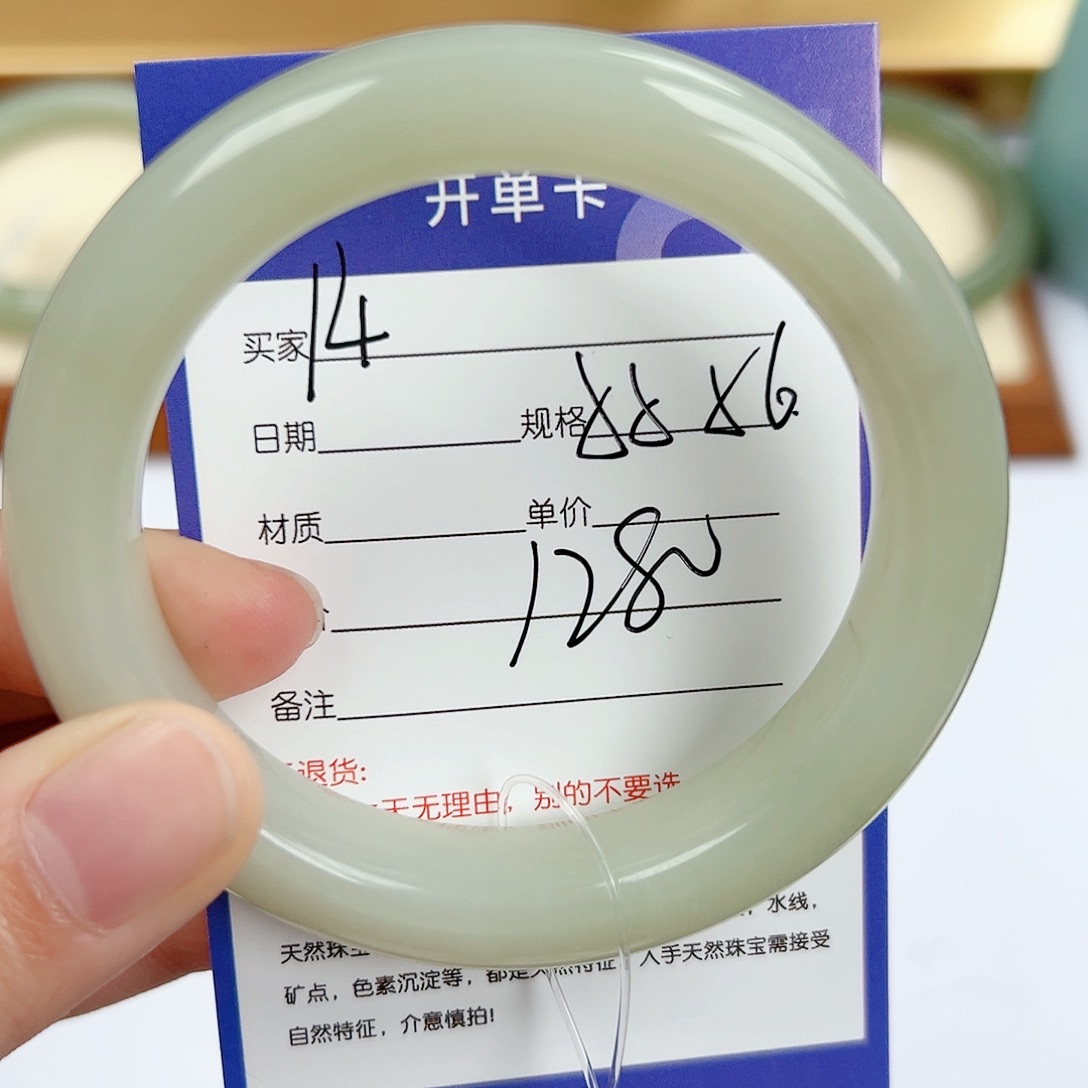 开单卡
买家 14
日期 规格 88 86
材质 单价
1280
备注
退货:
天无理由，别的不要选
水线，
天然珠宝
矿点，色素沉淀等，都是天然特征 入手天然珠宝需接受
自然特征，介意慎拍!